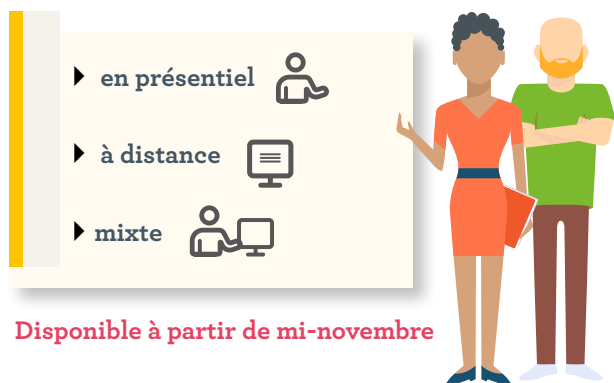 en présentiel
à distance
mixte
Disponible à partir de mi-novembre